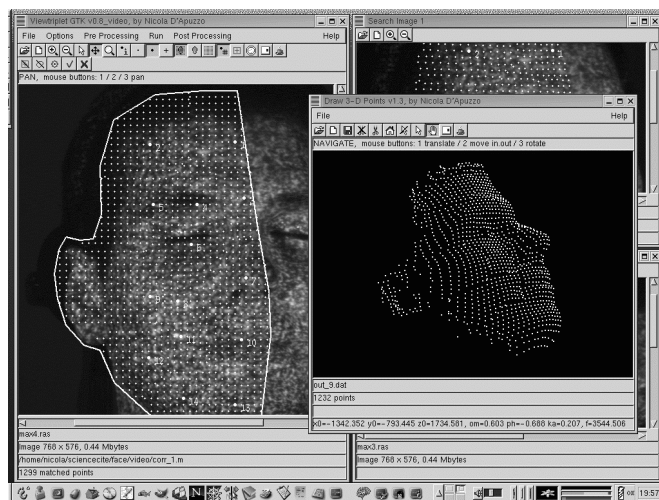 Viewtriplet GTK v0.8_video, by Nicola D'Apuzzo
File Options Pre Processing Run Post Processing Help
PAN, mouse buttons: 1 / 2 / 3 pan
max4.ras
Image 768 x 576, 0.44 Mbytes
/home/nicola/sciencecite/face/video/corr_1.m
1299 matched points
Search Image 1
Draw 3-D Points v1.3, by Nicola D'Apuzzo
File Help
NAVIGATE, mouse buttons: 1 translate / 2 move in.out / 3 rotate
out_9.dat
1232 points
x0=-1342.352 y0=-793.445 z0=1734.581, om=0.603 ph=-0.688 ka=0.207, f=3544.506
max3.ras
Image 768 x 576, 0.44 Mbytes
19:57